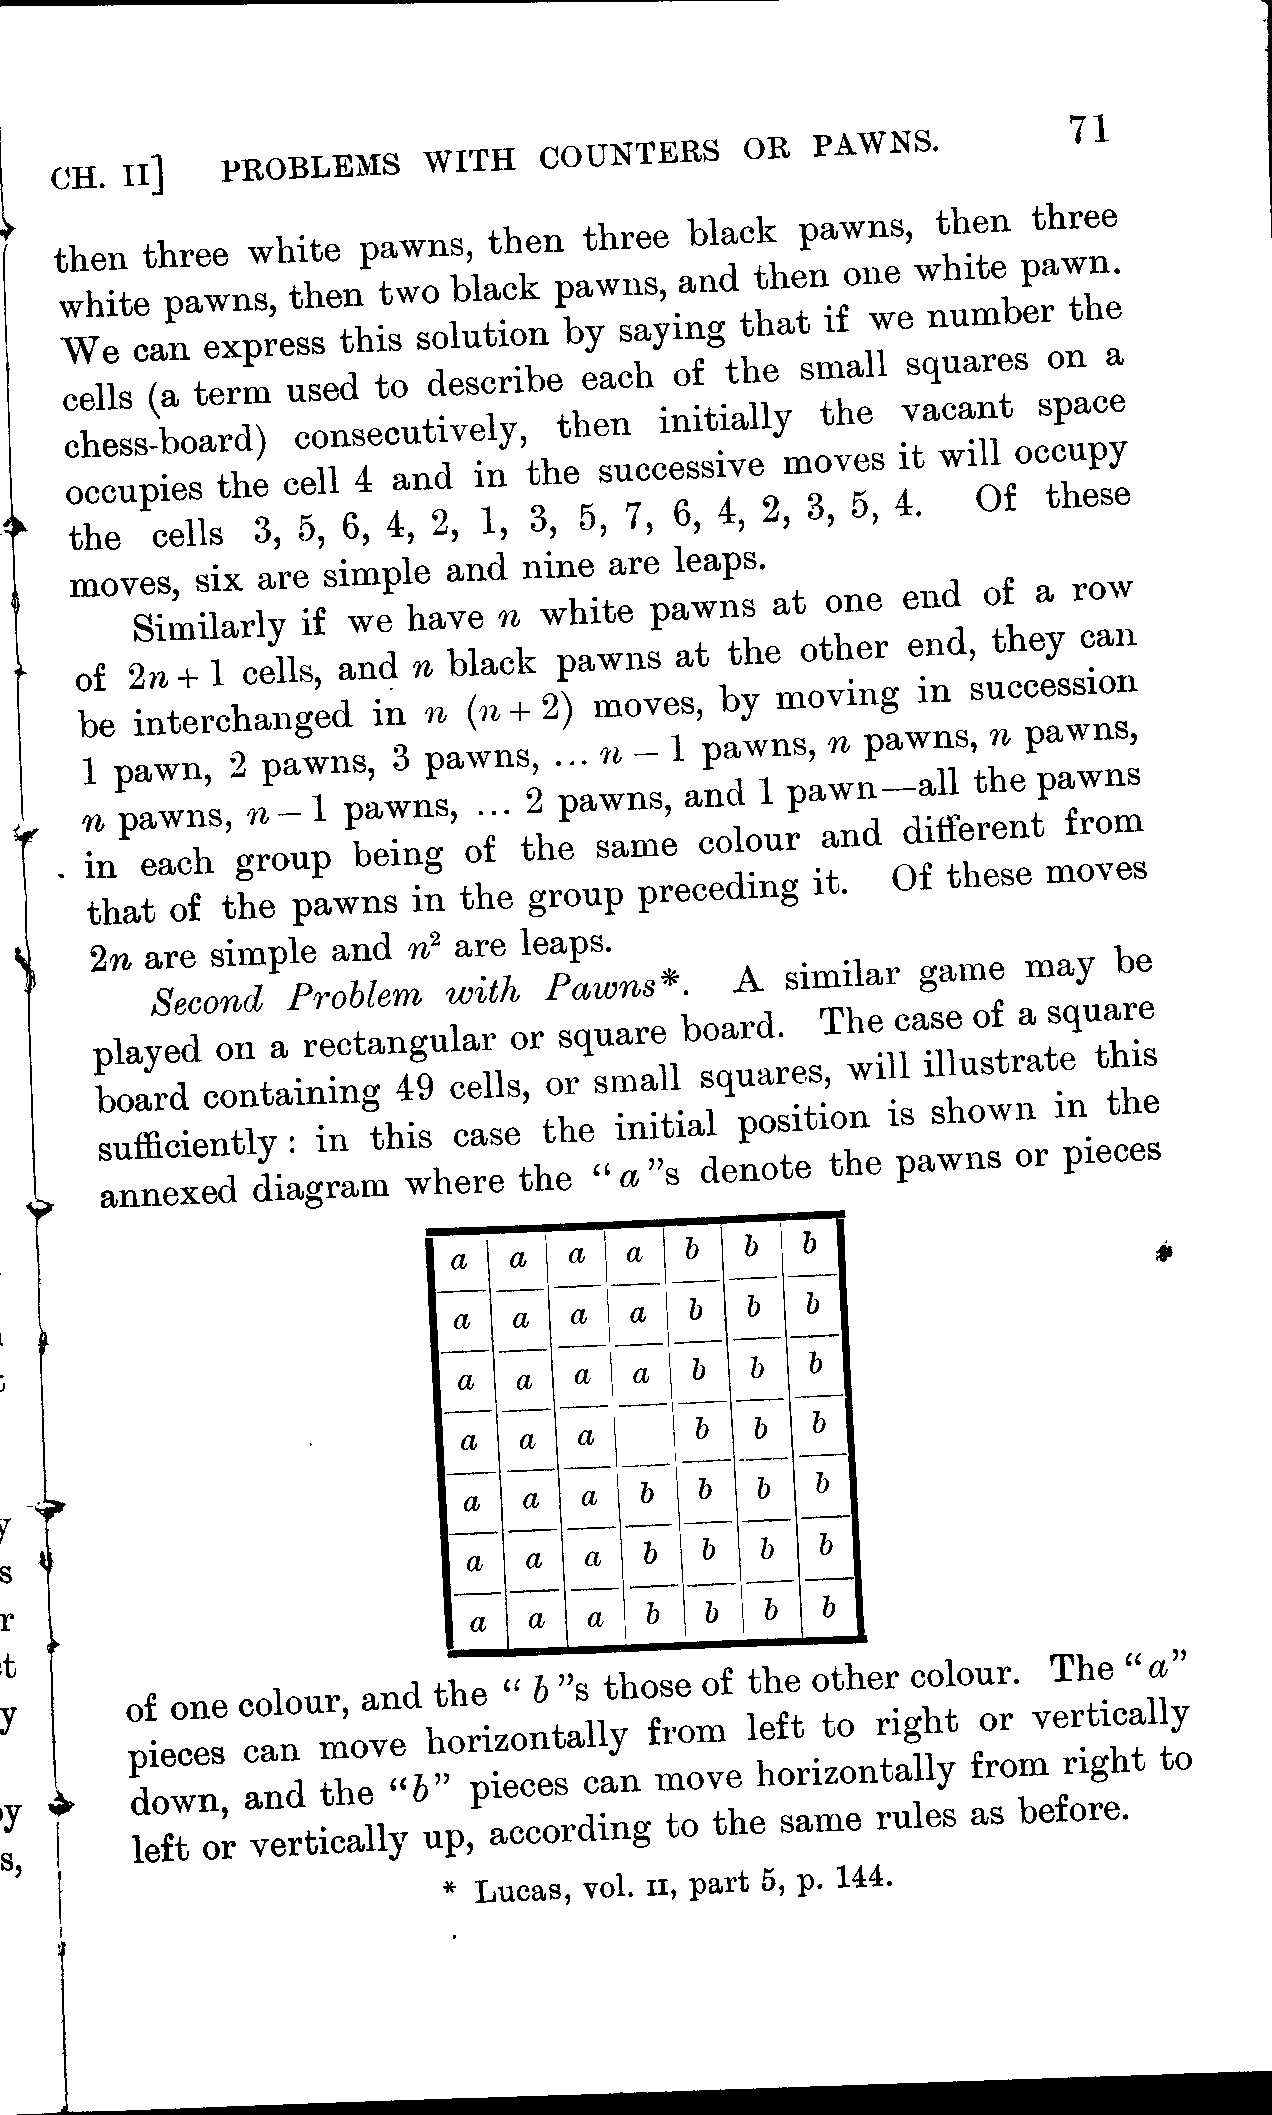 CH. II] PROBLEMS WITH COUNTERS OR PAWNS. 71
then three white pawns, then three black pawns, then three
white pawns, then two black pawns, and then one white pawn.
We can express this solution by saying that if we number the
cells (a term used to describe each of the small squares on a
chess-board) consecutively, then initially the vacant space
occupies the cell 4 and in the successive moves it will occupy
the cells 3, 5, 6, 4, 2, 1, 3, 5, 7, 6, 4, 2, 3, 5, 4. Of these
moves, six are simple and nine are leaps.
Similarly if we have n white pawns at one end of a row
of 2n + 1 cells, and n black pawns at the other end, they can
be interchanged in n (n + 2) moves, by moving in succession
1 pawn, 2 pawns, 3 pawns, ... n – 1 pawns, n pawns, n pawns,
n pawns, n – 1 pawns, ... 2 pawns, and 1 pawn—all the pawns
in each group being of the same colour and different from
that of the pawns in the group preceding it. Of these moves
2n are simple and n² are leaps.
Second Problem with Pawns*. A similar game may be
played on a rectangular or square board. The case of a square
board containing 49 cells, or small squares, will illustrate this
sufficiently: in this case the initial position is shown in the
annexed diagram where the “a”s denote the pawns or pieces
a a a a b b b
a a a a b b b
a a a a b b b
a a a b b b
a a a b b b b
a a a b b b b
a a a b b b b
of one colour, and the “b”s those of the other colour. The “a”
pieces can move horizontally from left to right or vertically
down, and the “b” pieces can move horizontally from right to
left or vertically up, according to the same rules as before.
* Lucas, vol. II, part 5, p. 144.